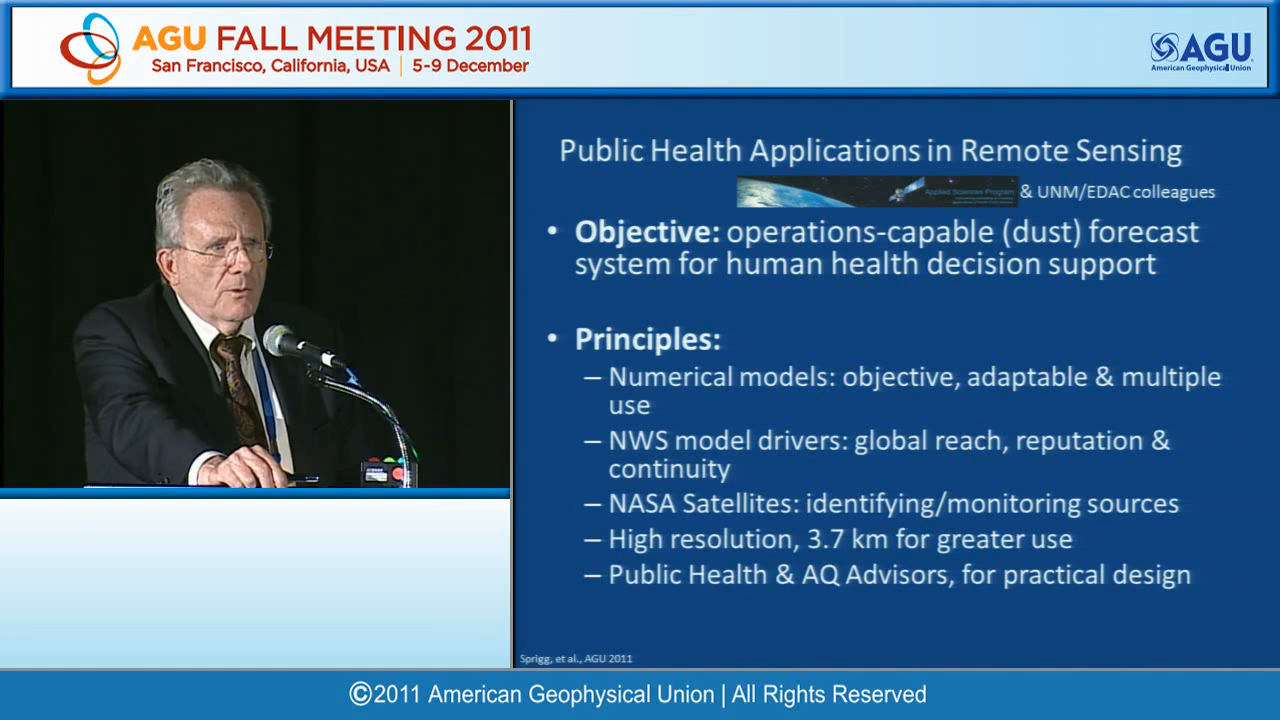 AGU FALL MEETING 2011
San Francisco, California, USA | 5-9 December
AGU
American Geophysical Union
Public Health Applications in Remote Sensing
Applied Sciences Program
& UNM/EDAC colleagues
• Objective: operations-capable (dust) forecast
system for human health decision support
• Principles:
– Numerical models: objective, adaptable & multiple
use
– NWS model drivers: global reach, reputation &
continuity
– NASA Satellites: identifying/monitoring sources
– High resolution, 3.7 km for greater use
– Public Health & AQ Advisors, for practical design
Sprigg, et al., AGU 2011
©2011 American Geophysical Union | All Rights Reserved